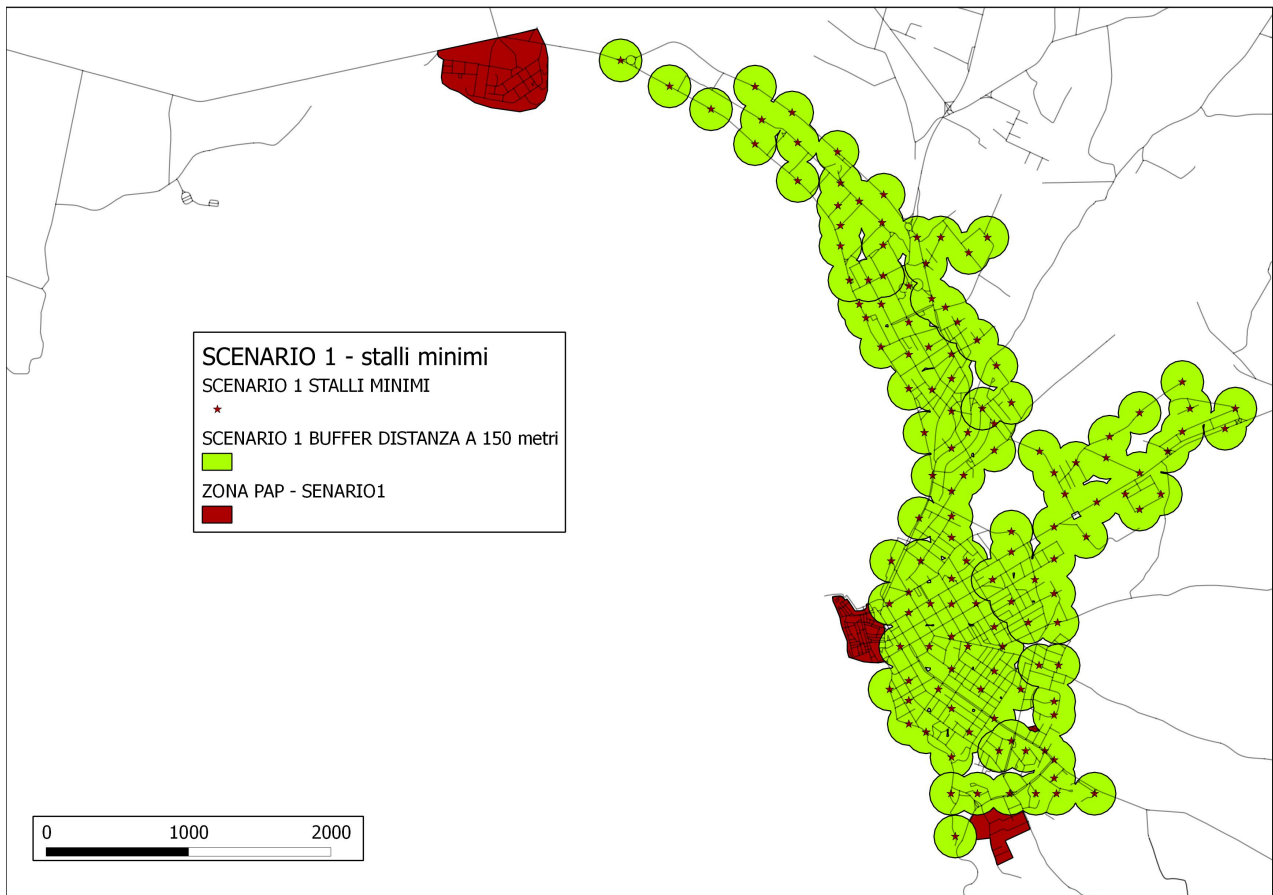 SCENARIO 1 - stalli minimi
SCENARIO 1 STALLI MINIMI
SCENARIO 1 BUFFER DISTANZA A 150 metri
ZONA PAP - SENARIO1
0 1000 2000